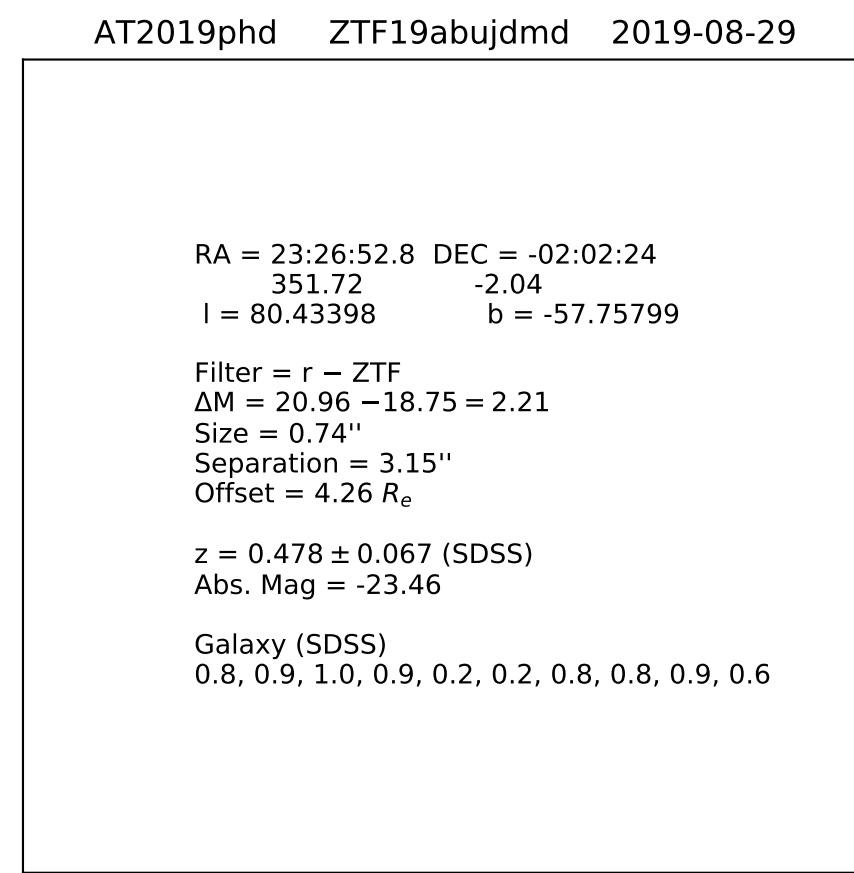 AT2019phd ZTF19abujdmd 2019-08-29
RA = 23:26:52.8 DEC = -02:02:24
351.72 -2.04
l = 80.43398 b = -57.75799
Filter = r − ZTF
ΔM = 20.96 −18.75 = 2.21
Size = 0.74''
Separation = 3.15''
Offset = 4.26 Rₑ
z = 0.478 ± 0.067 (SDSS)
Abs. Mag = -23.46
Galaxy (SDSS)
0.8, 0.9, 1.0, 0.9, 0.2, 0.2, 0.8, 0.8, 0.9, 0.6